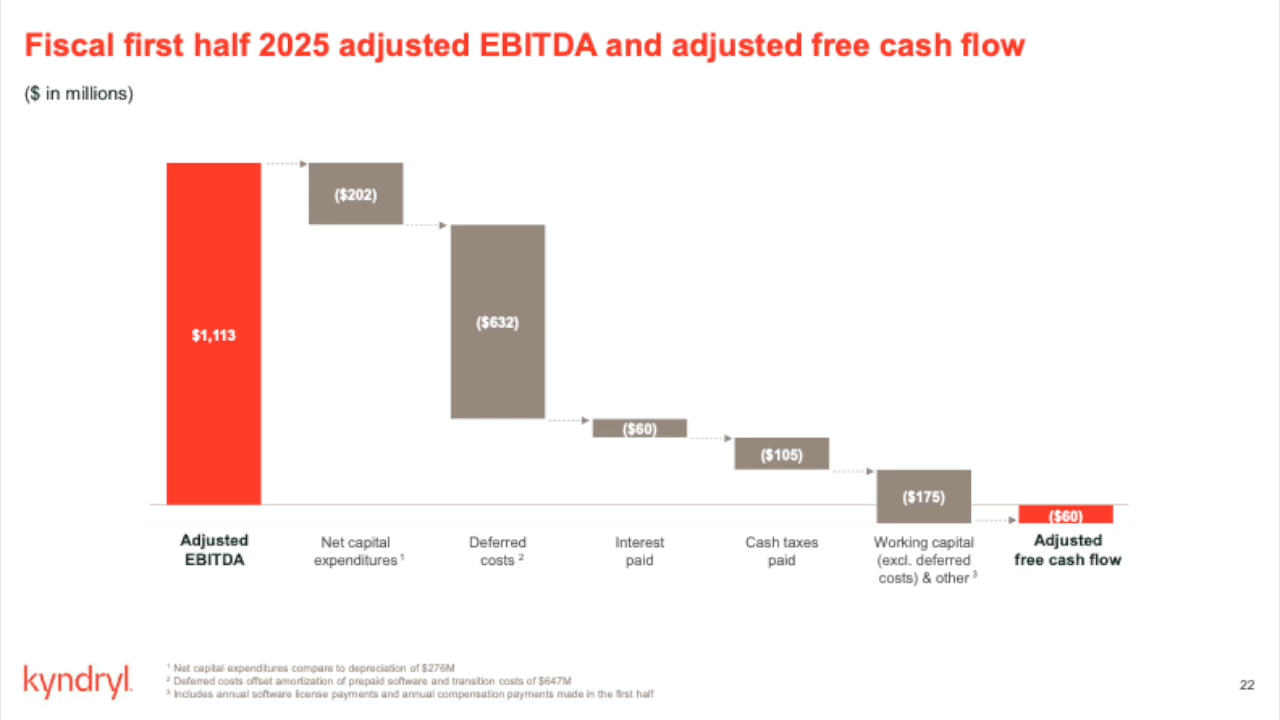 Fiscal first half 2025 adjusted EBITDA and adjusted free cash flow
($ in millions)
$1,113
($202)
($632)
($60)
($105)
($175)
($60)
Adjusted
EBITDA
Net capital
expenditures ¹
Deferred
costs ²
Interest
paid
Cash taxes
paid
Working capital
(excl. deferred
costs) & other ³
Adjusted
free cash flow
kyndryl.
¹ Net capital expenditures compare to depreciation of $276M
² Deferred costs offset amortization of prepaid software and transition costs of $647M
³ Includes annual software license payments and annual compensation payments made in the first half
22